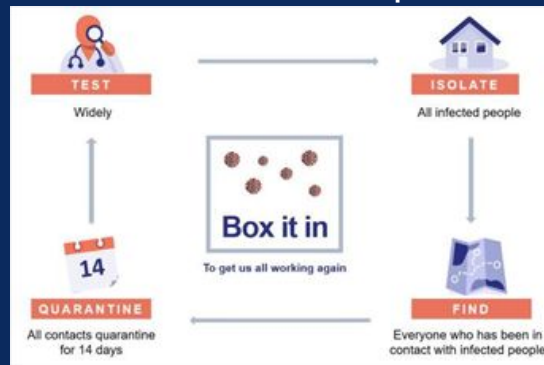 TEST
Widely
ISOLATE
All infected people
Box it in
To get us all working again
14
QUARANTINE
All contacts quarantine
for 14 days
FIND
Everyone who has been in
contact with infected people